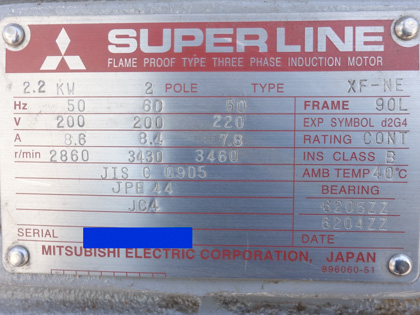 SUPER LINE
FLAME PROOF TYPE THREE PHASE INDUCTION MOTOR
2.2 KW 2 POLE TYPE XF-NE
Hz 50 60 60 FRAME 90L
V 200 200 220 EXP SYMBOL d2G4
A 8.6 8.4 7.8 RATING CONT
r/min 2860 3430 3460 INS CLASS B
JIS C 0905 AMB TEMP 40°C
JPE 44 BEARING
JC4 6205ZZ
6204ZZ
SERIAL DATE
MITSUBISHI ELECTRIC CORPORATION, JAPAN
896060-51